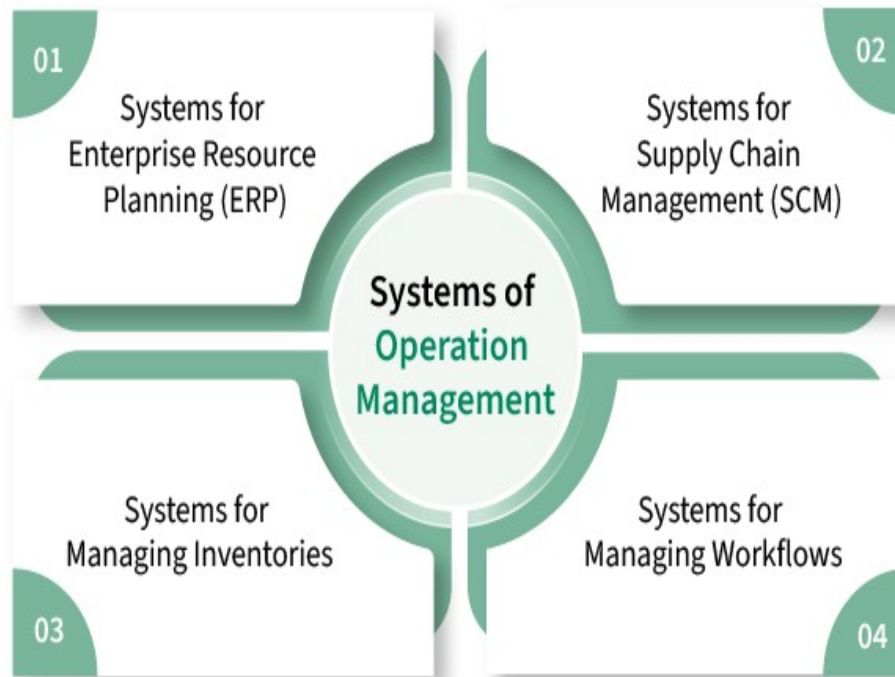 01
Systems for
Enterprise Resource
Planning (ERP)
02
Systems for
Supply Chain
Management (SCM)
Systems of
Operation
Management
Systems for
Managing Inventories
03
Systems for
Managing Workflows
04